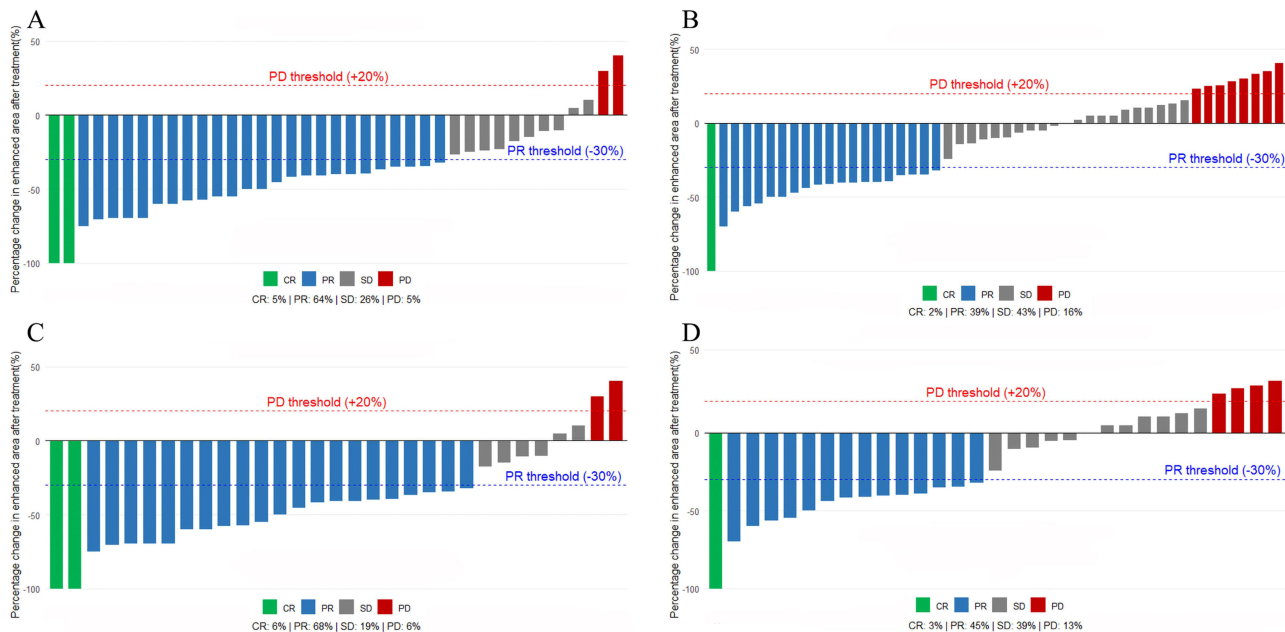 A
Percentage change in enhanced area after treatment(%)
50
0
-50
-100
PD threshold (+20%)
PR threshold (-30%)
CR PR SD PD
CR: 5% | PR: 64% | SD: 26% | PD: 5%
B
Percentage change in enhanced area after treatment(%)
50
0
-50
-100
PD threshold (+20%)
PR threshold (-30%)
CR PR SD PD
CR: 2% | PR: 39% | SD: 43% | PD: 16%
C
Percentage change in enhanced area after treatment(%)
50
0
-50
-100
PD threshold (+20%)
PR threshold (-30%)
CR PR SD PD
CR: 6% | PR: 68% | SD: 19% | PD: 6%
D
Percentage change in enhanced area after treatment(%)
50
0
-50
-100
PD threshold (+20%)
PR threshold (-30%)
CR PR SD PD
CR: 3% | PR: 45% | SD: 39% | PD: 13%